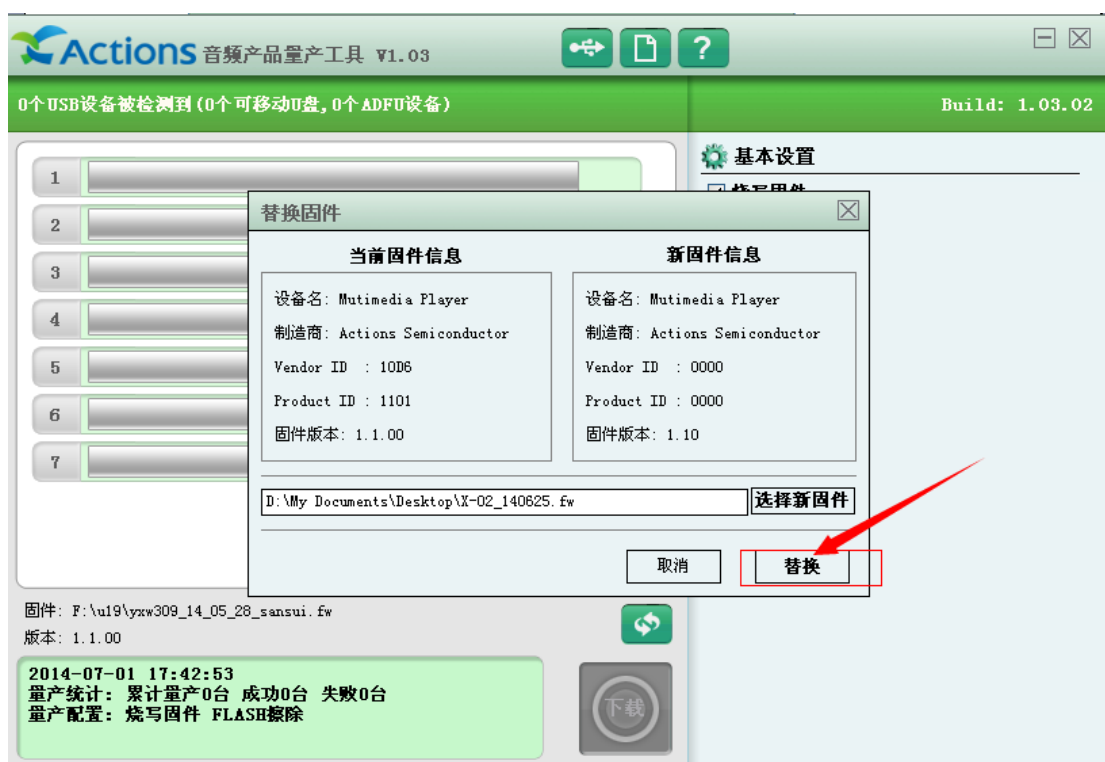 Actions 音频产品量产工具 V1.03
?
0个USB设备被检测到(0个可移动U盘,0个ADFU设备)
Build: 1.03.02
基本设置
烧写固件
1
2
3
4
5
6
7
替换固件
当前固件信息
设备名: Mutimedia Player
制造商: Actions Semiconductor
Vendor ID : 10D6
Product ID : 1101
固件版本: 1.1.00
新固件信息
设备名: Mutimedia Player
制造商: Actions Semiconductor
Vendor ID : 0000
Product ID : 0000
固件版本: 1.10
D:\My Documents\Desktop\X-02_140625.fw
选择新固件
取消
替换
固件: F:\u19\yxw309_14_05_28_sansui.fw
版本: 1.1.00
2014-07-01 17:42:53
量产统计: 累计量产0台 成功0台 失败0台
量产配置: 烧写固件 FLASH擦除
下载